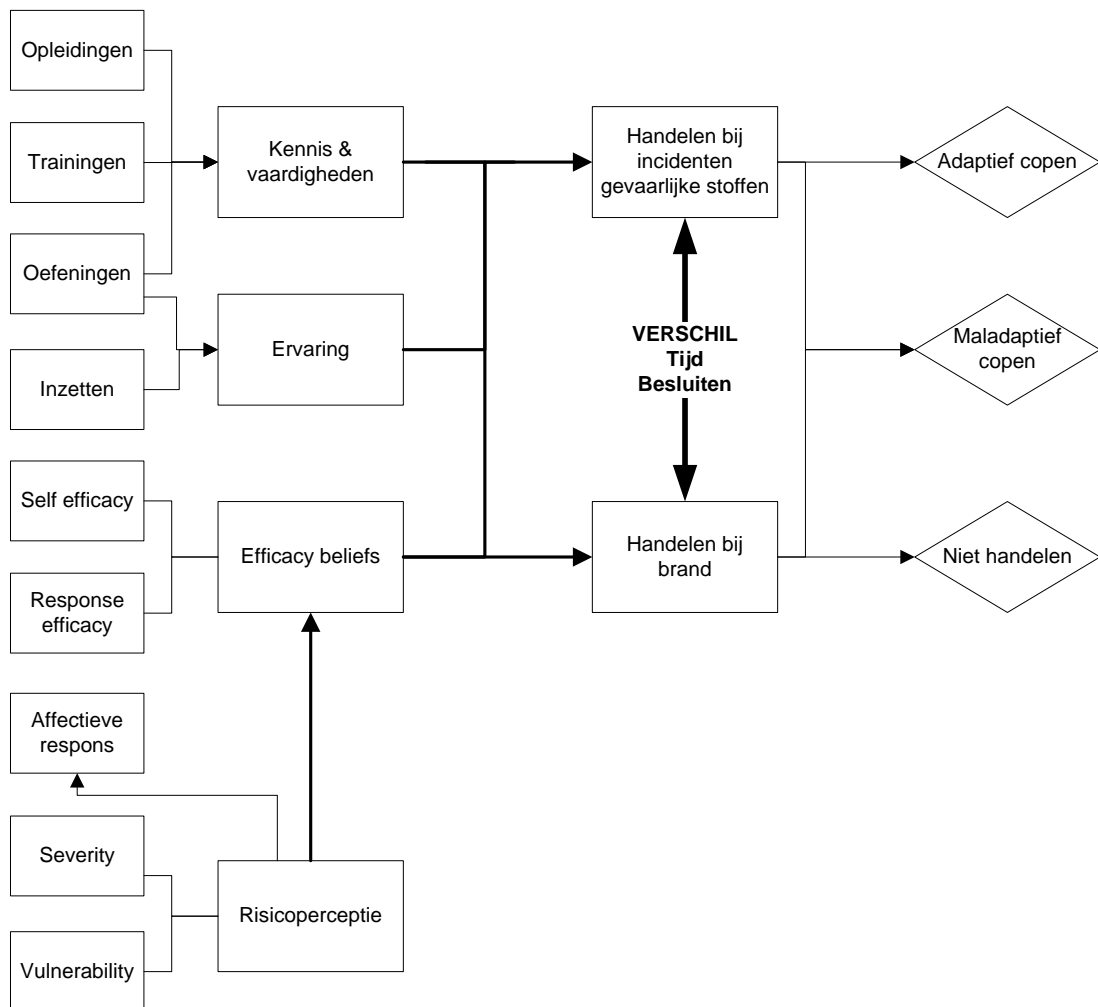 Opleidingen
Trainingen
Oefeningen
Inzetten
Self efficacy
Response
efficacy
Affectieve
respons
Severity
Vulnerability
Kennis &
vaardigheden
Ervaring
Efficacy beliefs
Risicoperceptie
Handelen bij
incidenten
gevaarlijke stoffen
VERSCHIL
Tijd
Besluiten
Handelen bij
brand
Adaptief copen
Maladaptief
copen
Niet handelen